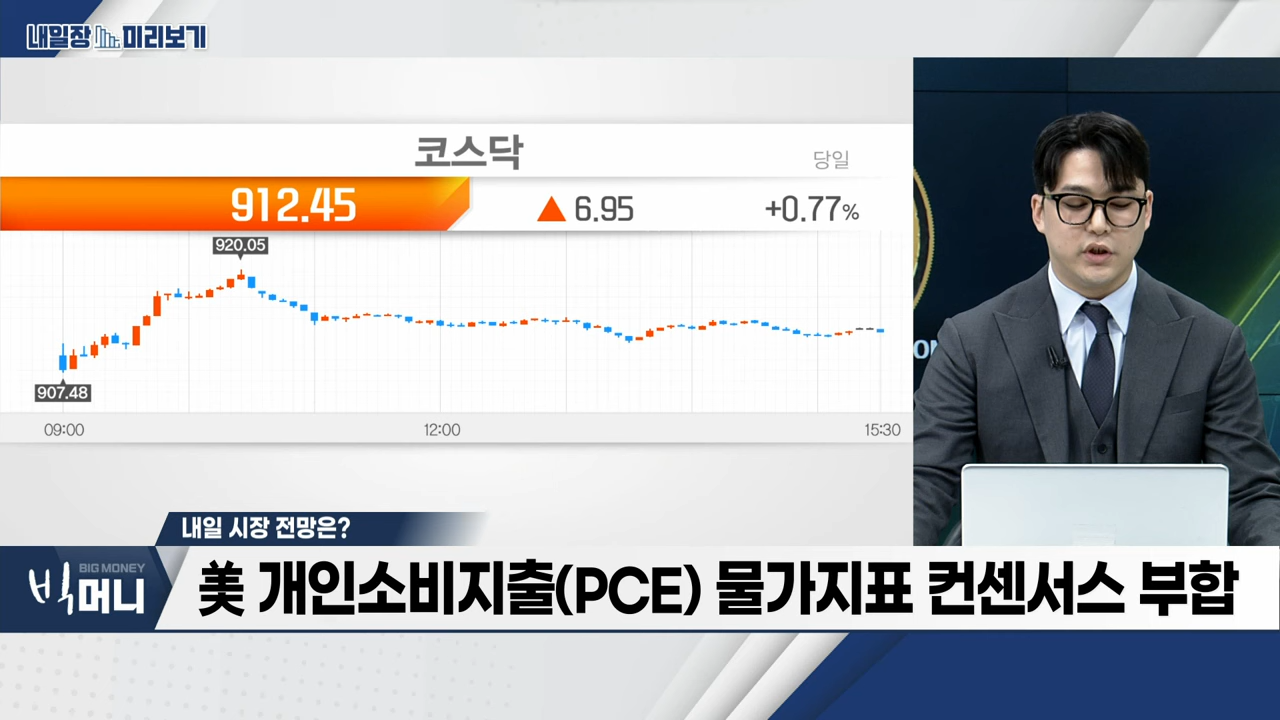 내일장 미리보기
코스닥
당일
912.45 ▲ 6.95 +0.77%
920.05
907.48
09:00 12:00 15:30
ON
내일 시장 전망은?
BIG MONEY
빅머니
美 개인소비지출(PCE) 물가지표 컨센서스 부합